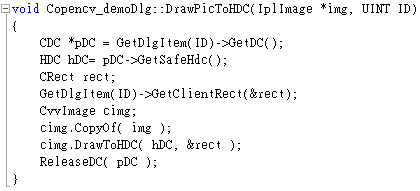 void Copencv_demoDlg::DrawPicToHDC(IplImage *img, UINT ID)
{
CDC *pDC = GetDlgItem(ID)->GetDC();
HDC hDC= pDC->GetSafeHdc();
CRect rect;
GetDlgItem(ID)->GetClientRect(&rect);
CvvImage cimg;
cimg.CopyOf( img );
cimg.DrawToHDC( hDC, &rect );
ReleaseDC( pDC );
}